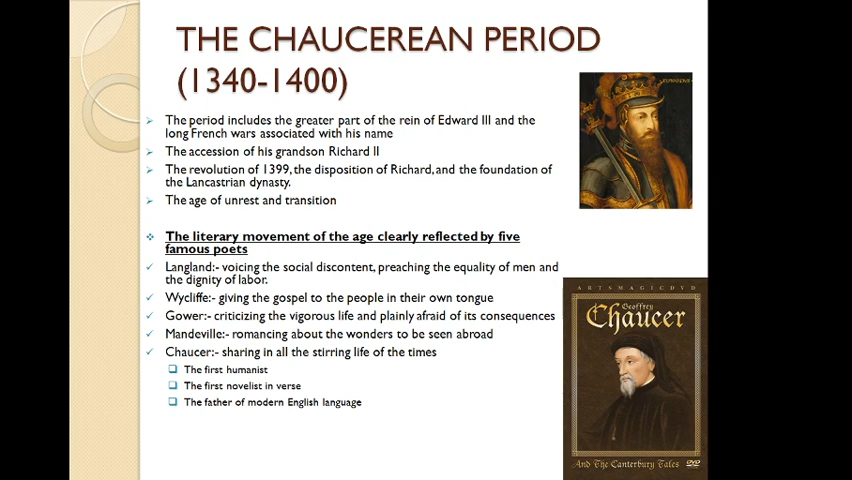 THE CHAUCEREAN PERIOD
(1340-1400)
The period includes the greater part of the rein of Edward III and the
long French wars associated with his name
The accession of his grandson Richard II
The revolution of 1399, the disposition of Richard, and the foundation of
the Lancastrian dynasty.
The age of unrest and transition
The literary movement of the age clearly reflected by five
famous poets
Langland:- voicing the social discontent, preaching the equality of men and
the dignity of labor.
Wycliffe:- giving the gospel to the people in their own tongue
Gower:- criticizing the vigorous life and plainly afraid of its consequences
Mandeville:- romancing about the wonders to be seen abroad
Chaucer:- sharing in all the stirring life of the times
The first humanist
The first novelist in verse
The father of modern English language
ARTSMAGICDVD
Geoffrey
Chaucer
And The Canterbury Tales
DVD